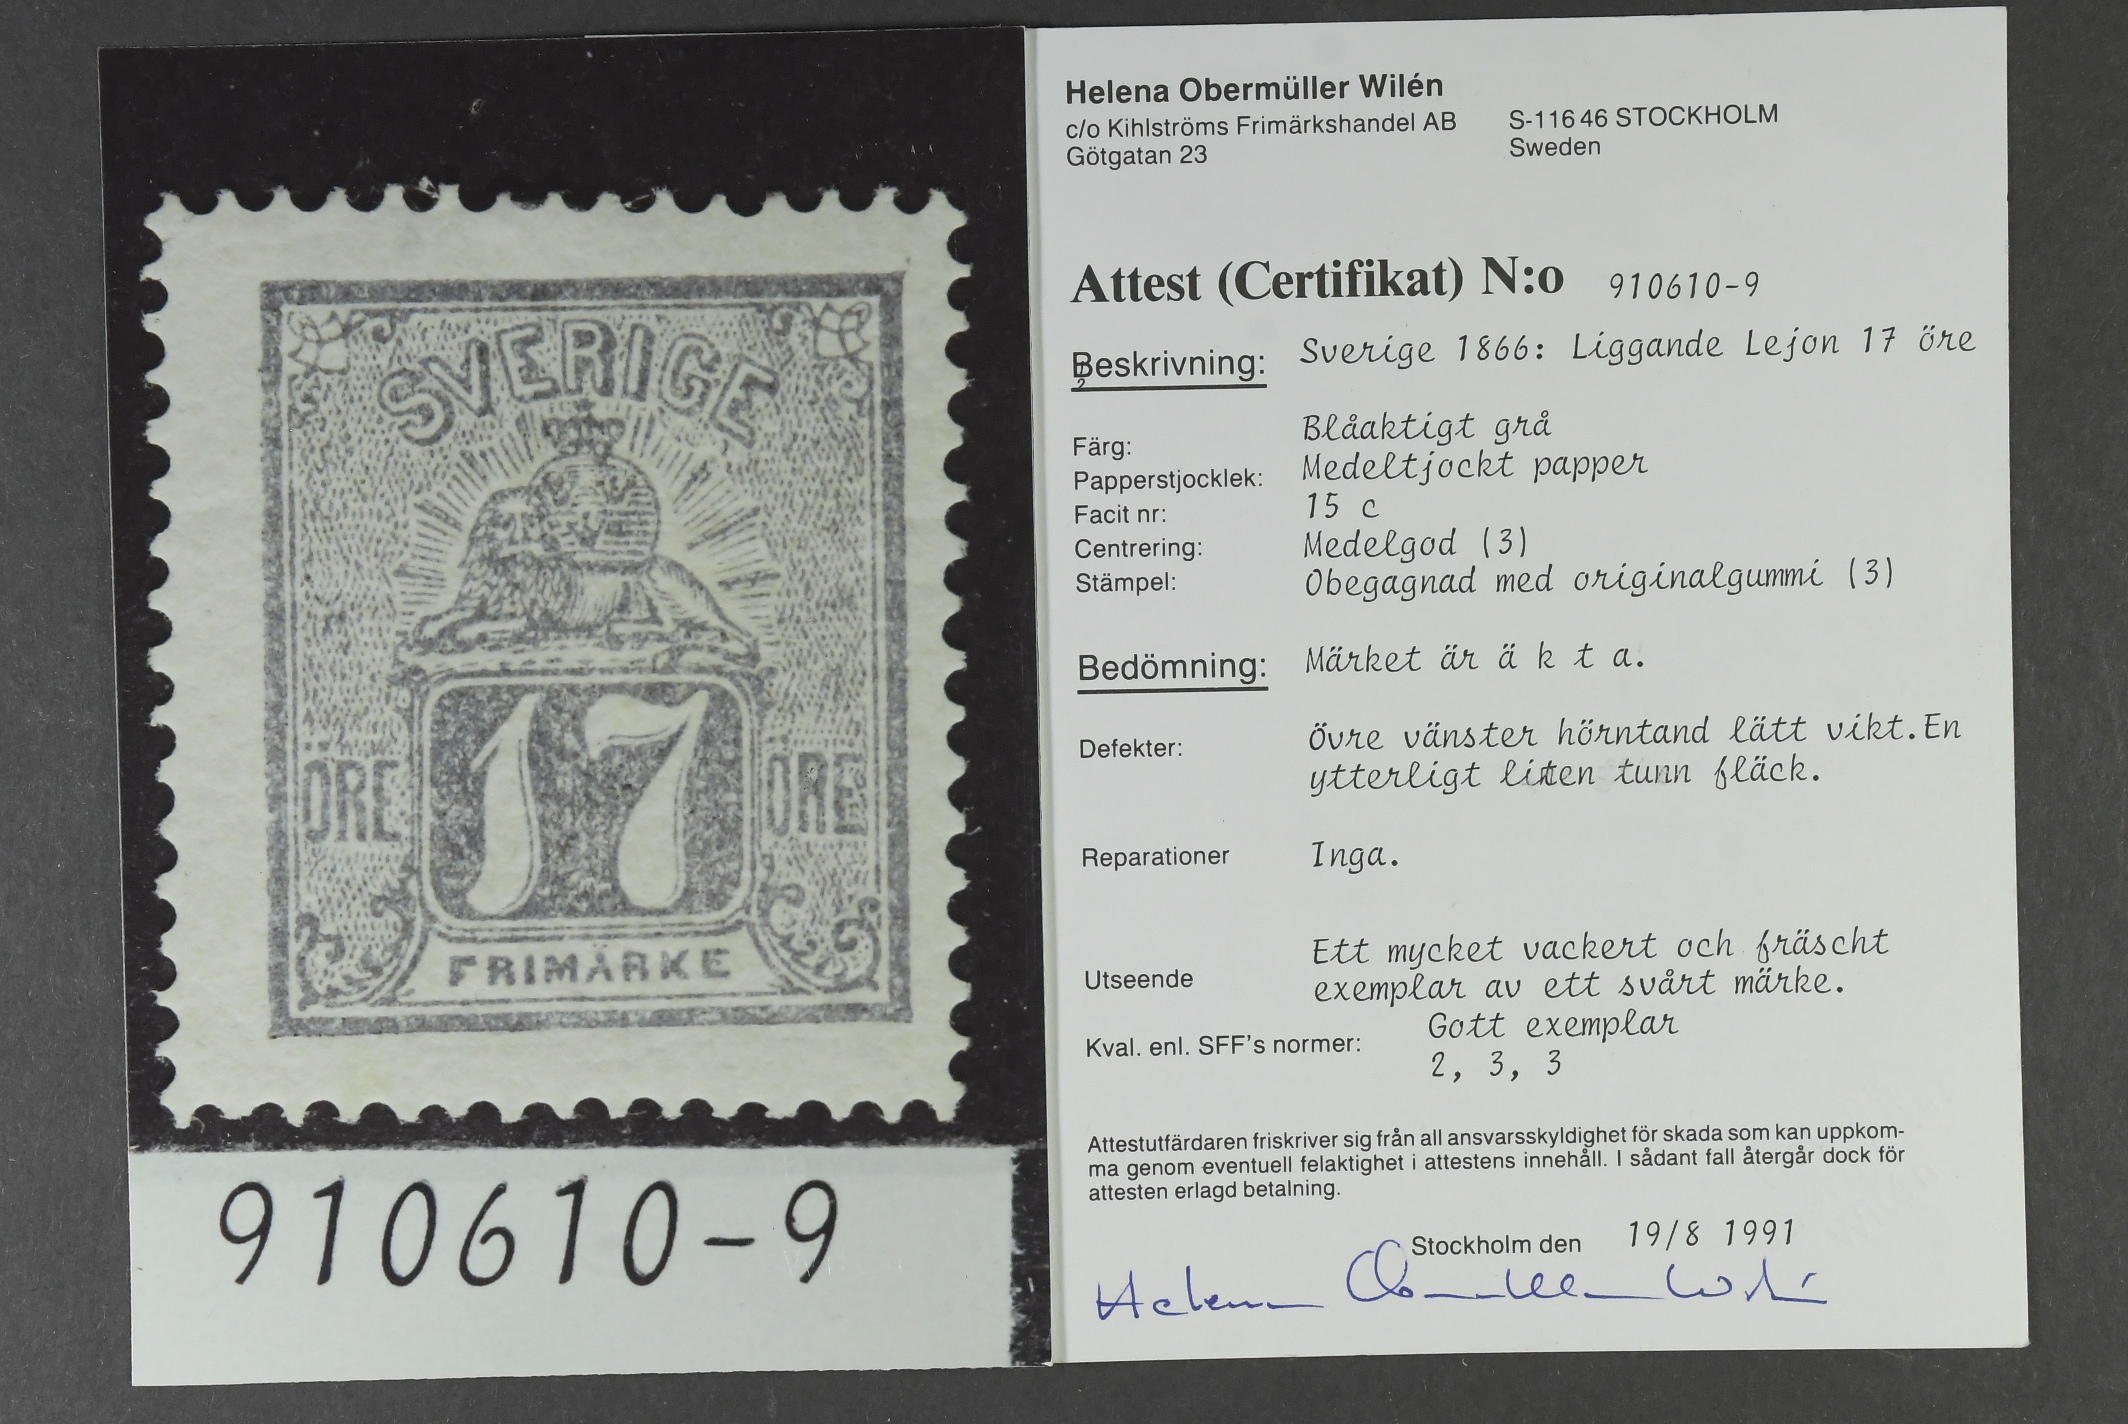 SVERIGE
ÖRE 17 ÖRE
FRIMÄRKE
910610-9
Helena Obermüller Wilén
c/o Kihlströms Frimärkshandel AB S-116 46 STOCKHOLM
Götgatan 23 Sweden
Attest (Certifikat) N:o 910610-9
Beskrivning: Sverige 1866: Liggande Lejon 17 öre
Färg: Blåaktigt grå
Papperstjocklek: Medeltjockt papper
Facit nr: 15 c
Centrering: Medelgod (3)
Stämpel: Obegagnad med originalgummi (3)
Bedömning: Märket är ä k t a.
Defekter: Övre vänster hörntand lätt vikt. En
ytterligt liten tunn fläck.
Reparationer Inga.
Ett mycket vackert och fräscht
Utseende exemplar av ett svårt märke.
Gott exemplar
Kval. enl. SFF's normer: 2, 3, 3
Attestutfärdaren friskriver sig från all ansvarsskyldighet för skada som kan uppkom-
ma genom eventuell felaktighet i attestens innehåll. I sådant fall återgår dock för
attesten erlagd betalning.
Stockholm den 19/8 1991
Helena Obermüller Wilén